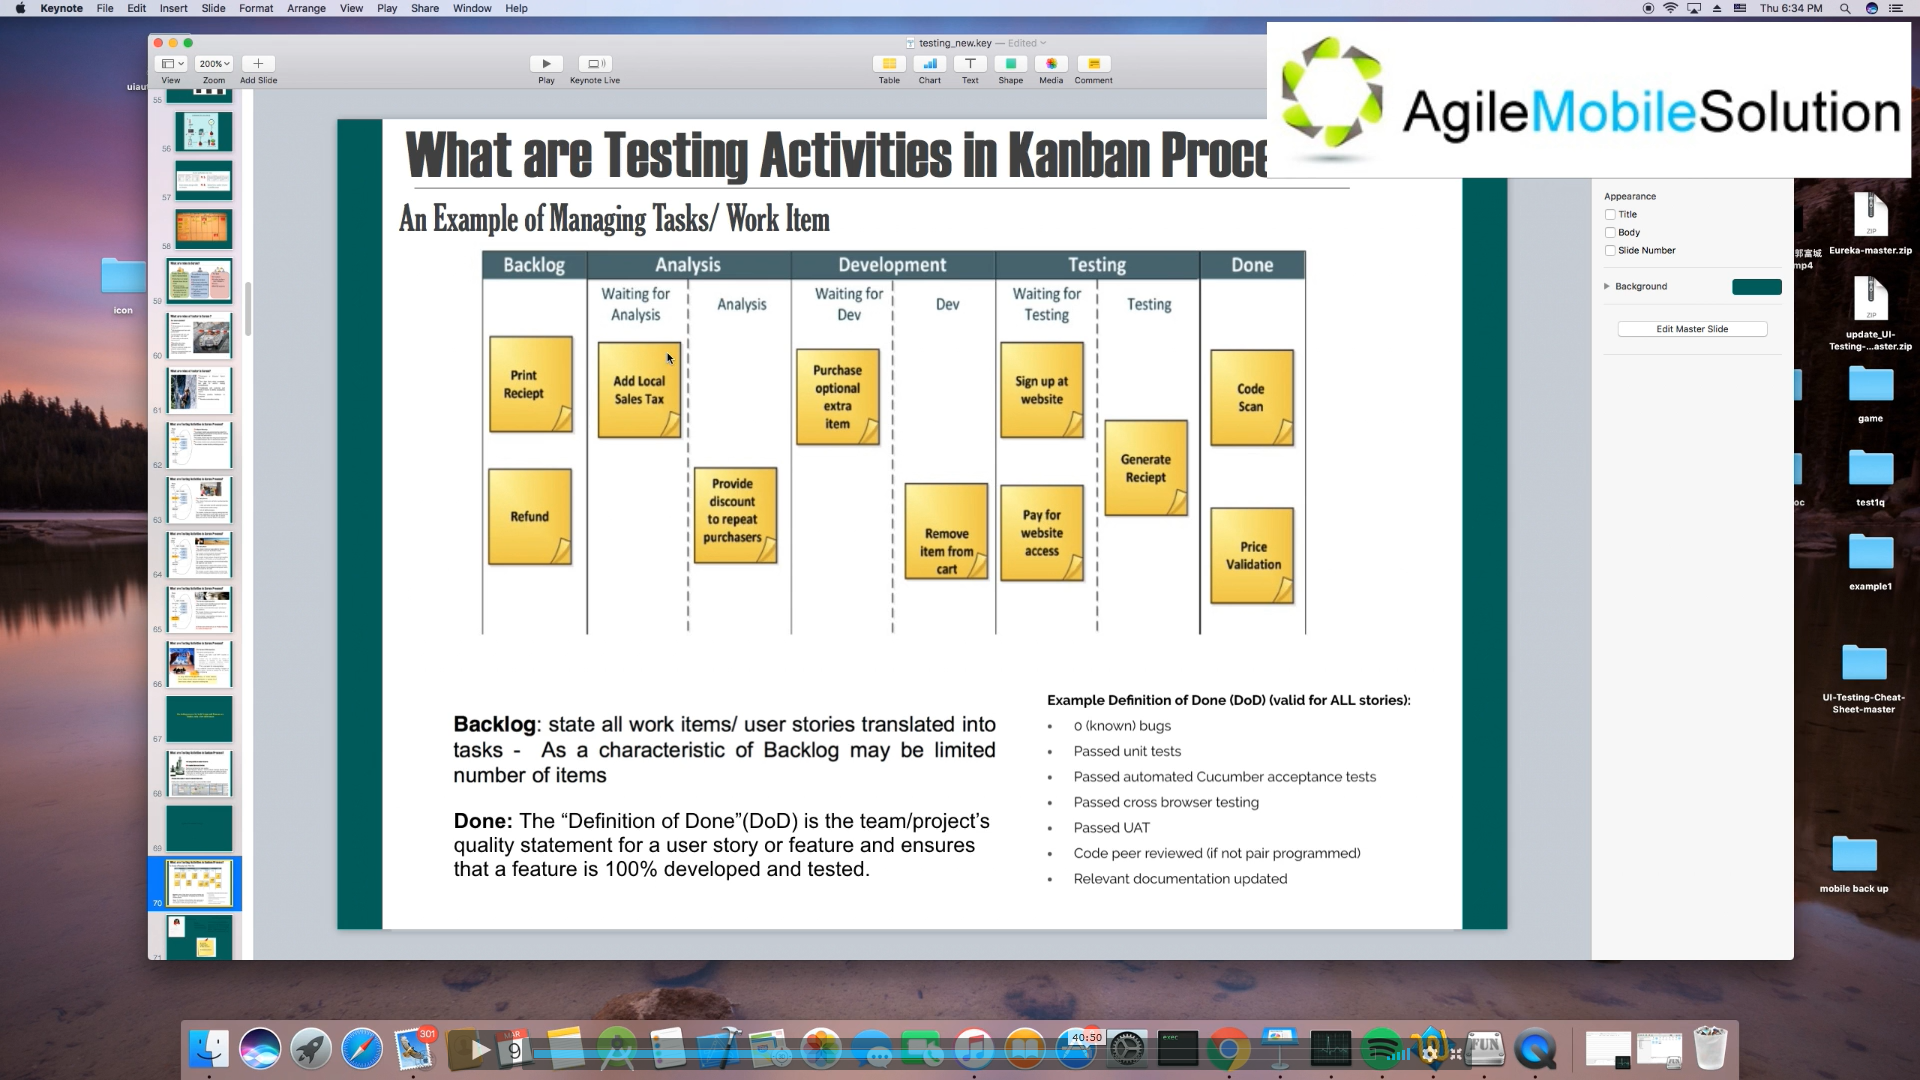 Keynote File Edit Insert Slide Format Arrange View Play Share Window Help
Thu 6:34 PM
testing_new.key — Edited
200%
View Zoom Add Slide
Play Keynote Live
Table Chart Text Shape Media Comment
AgileMobileSolution
What are Testing Activities in Kanban Proce
An Example of Managing Tasks/ Work Item
Backlog Analysis Development Testing Done
Waiting for Analysis
Analysis
Waiting for Dev
Dev
Waiting for Testing
Testing
Print
Reciept
Add Local
Sales Tax
Purchase
optional
extra
item
Sign up at
website
Code
Scan
Generate
Reciept
Refund
Provide
discount
to repeat
purchasers
Remove
item from
cart
Pay for
website
access
Price
Validation
Backlog: state all work items/ user stories translated into
tasks - As a characteristic of Backlog may be limited
number of items
Done: The “Definition of Done”(DoD) is the team/project’s
quality statement for a user story or feature and ensures
that a feature is 100% developed and tested.
Example Definition of Done (DoD) (valid for ALL stories):
• 0 (known) bugs
• Passed unit tests
• Passed automated Cucumber acceptance tests
• Passed cross browser testing
• Passed UAT
• Code peer reviewed (if not pair programmed)
• Relevant documentation updated
Appearance
Title
Body
Slide Number
Background
Edit Master Slide
55
56
57
58
59
60
61
62
63
64
65
66
67
68
69
70
71
uiaut
icon
郭富城
mp4
Eureka-master.zip
ZIP
ZIP
update_UI-
Testing-...aster.zip
game
oc
test1q
example1
UI-Testing-Cheat-
Sheet-master
mobile back up
301
MAR
9
40:50
exec
FUN